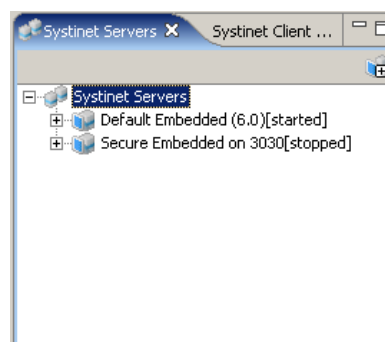 Systinet Servers Systinet Client ...
Systinet Servers
Default Embedded (6.0)[started]
Secure Embedded on 3030[stopped]